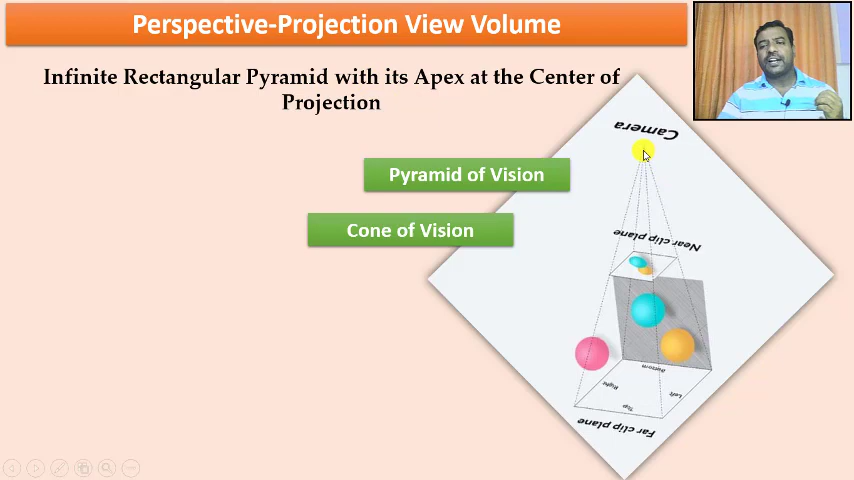 Perspective-Projection View Volume
Infinite Rectangular Pyramid with its Apex at the Center of
Projection
Camera
Pyramid of Vision
Cone of Vision
Near clip plane
Bottom
Right
Left
Top
Far clip plane